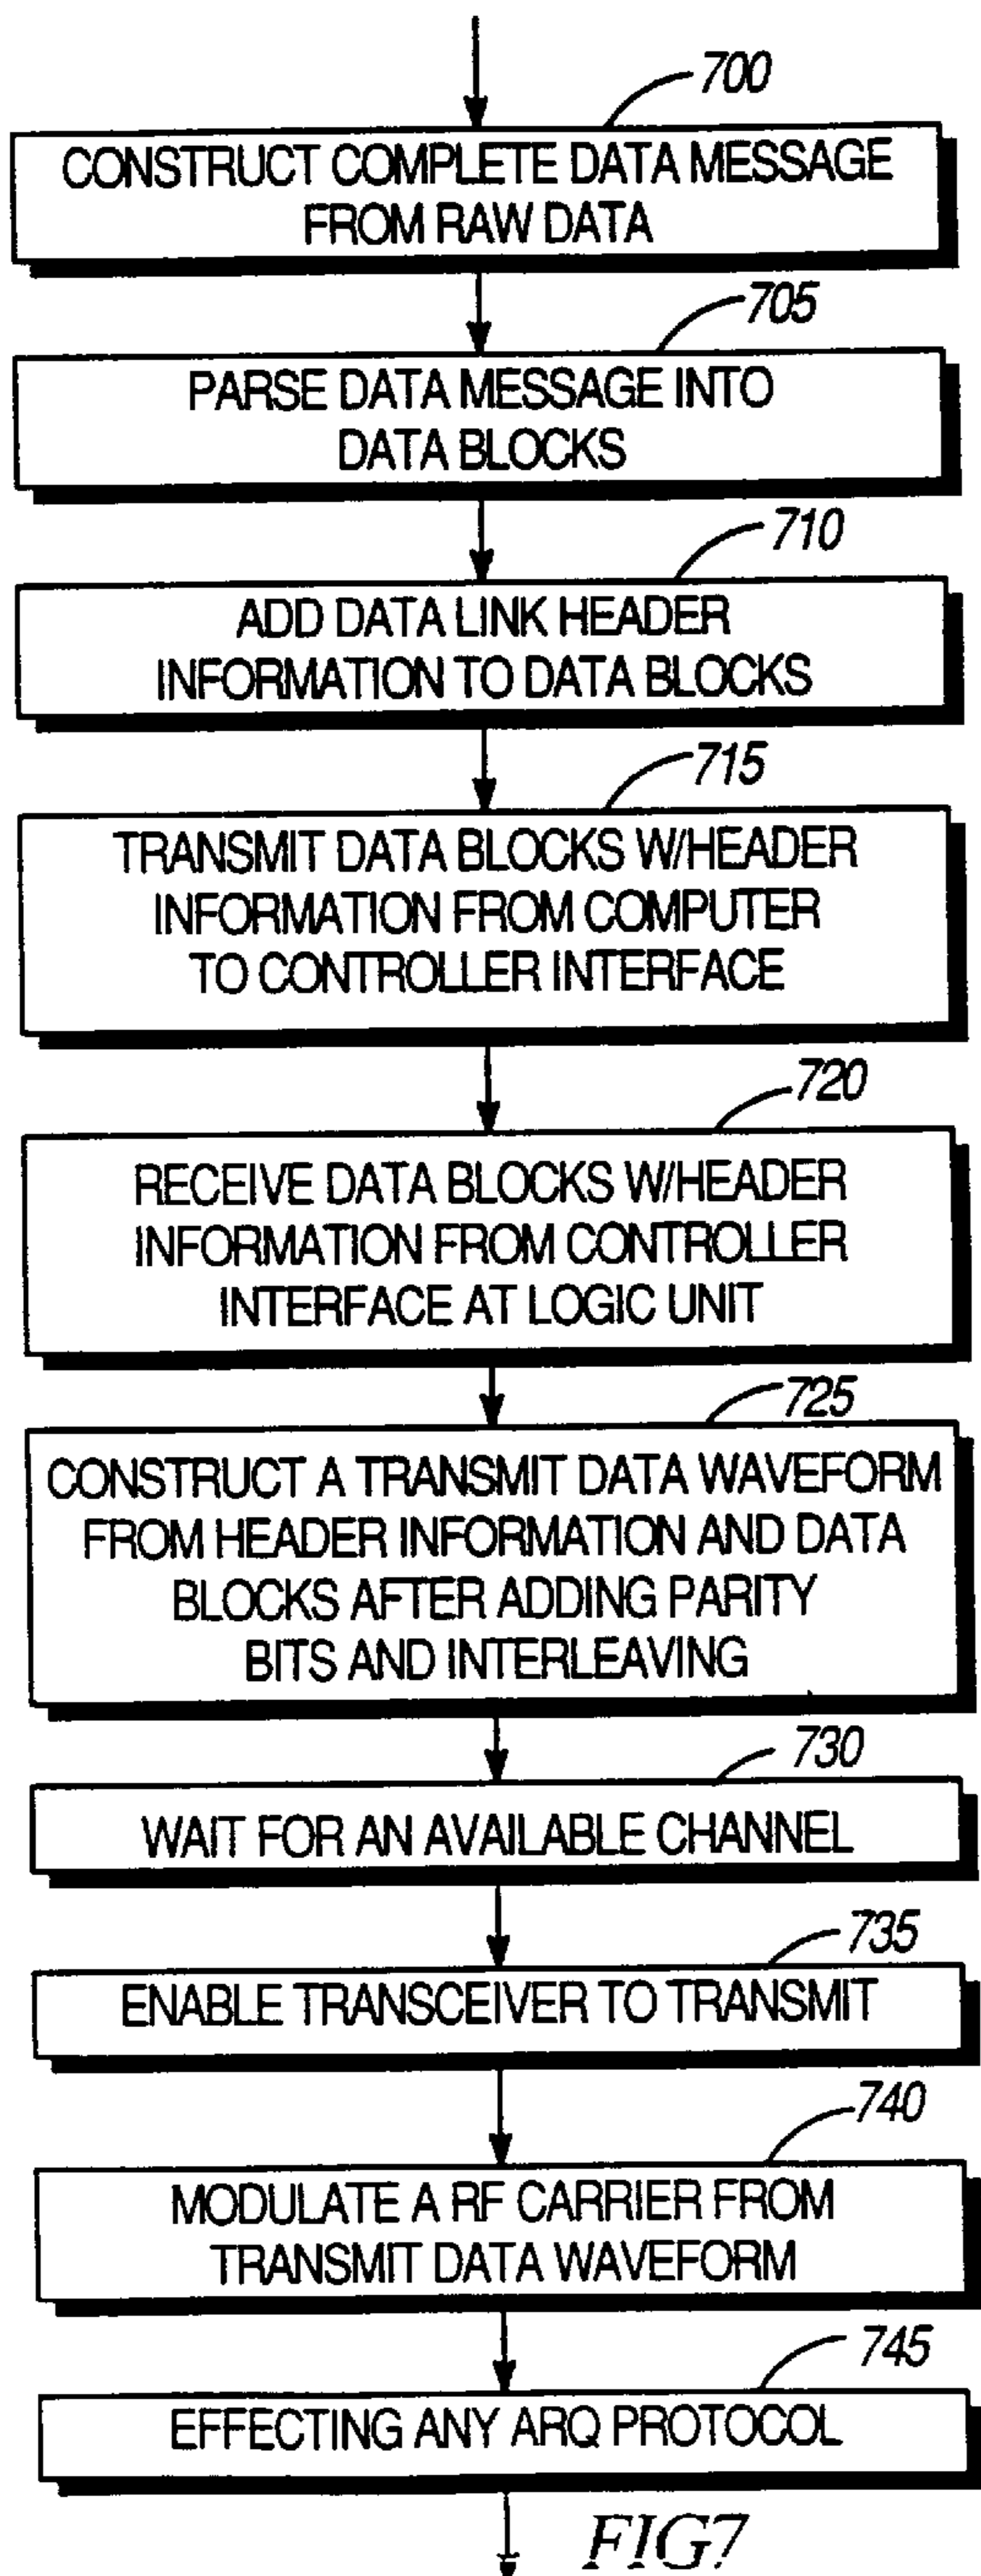 700
CONSTRUCT COMPLETE DATA MESSAGE
FROM RAW DATA
705
PARSE DATA MESSAGE INTO
DATA BLOCKS
710
ADD DATA LINK HEADER
INFORMATION TO DATA BLOCKS
715
TRANSMIT DATA BLOCKS W/HEADER
INFORMATION FROM COMPUTER
TO CONTROLLER INTERFACE
720
RECEIVE DATA BLOCKS W/HEADER
INFORMATION FROM CONTROLLER
INTERFACE AT LOGIC UNIT
725
CONSTRUCT A TRANSMIT DATA WAVEFORM
FROM HEADER INFORMATION AND DATA
BLOCKS AFTER ADDING PARITY
BITS AND INTERLEAVING
730
WAIT FOR AN AVAILABLE CHANNEL
735
ENABLE TRANSCEIVER TO TRANSMIT
740
MODULATE A RF CARRIER FROM
TRANSMIT DATA WAVEFORM
745
EFFECTING ANY ARQ PROTOCOL
FIG7